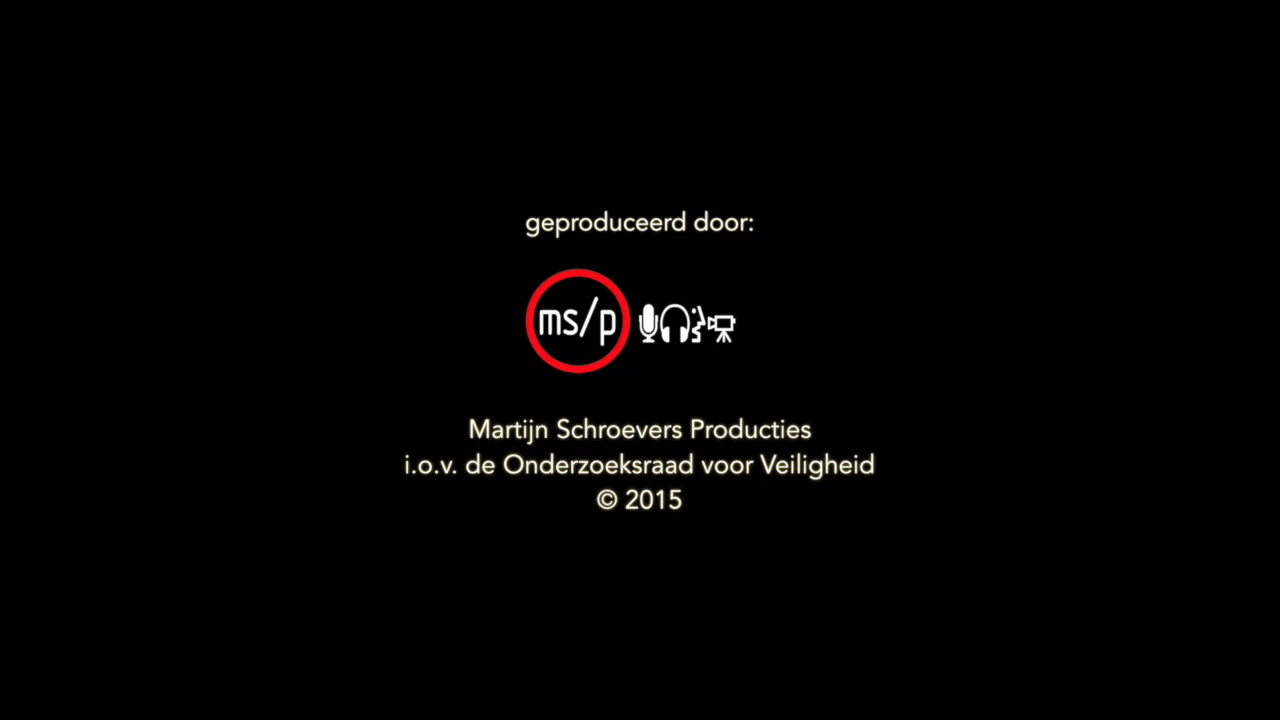 geproduceerd door:
ms/p
Martijn Schroevers Producties
i.o.v. de Onderzoeksraad voor Veiligheid
© 2015